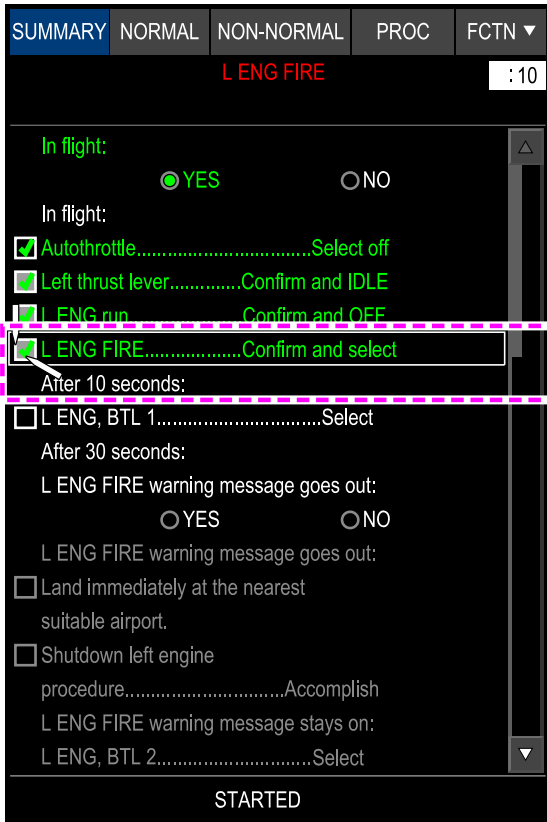 SUMMARY NORMAL NON-NORMAL PROC FCTN ▼
L ENG FIRE
:10
In flight:
YES NO
In flight:
Autothrottle..................................Select off
Left thrust lever..............Confirm and IDLE
L ENG run......................Confirm and OFF
L ENG FIRE...................Confirm and select
After 10 seconds:
L ENG, BTL 1................................Select
After 30 seconds:
L ENG FIRE warning message goes out:
YES NO
L ENG FIRE warning message goes out:
Land immediately at the nearest
suitable airport.
Shutdown left engine
procedure...............................Accomplish
L ENG FIRE warning message stays on:
L ENG, BTL 2..............................Select
STARTED